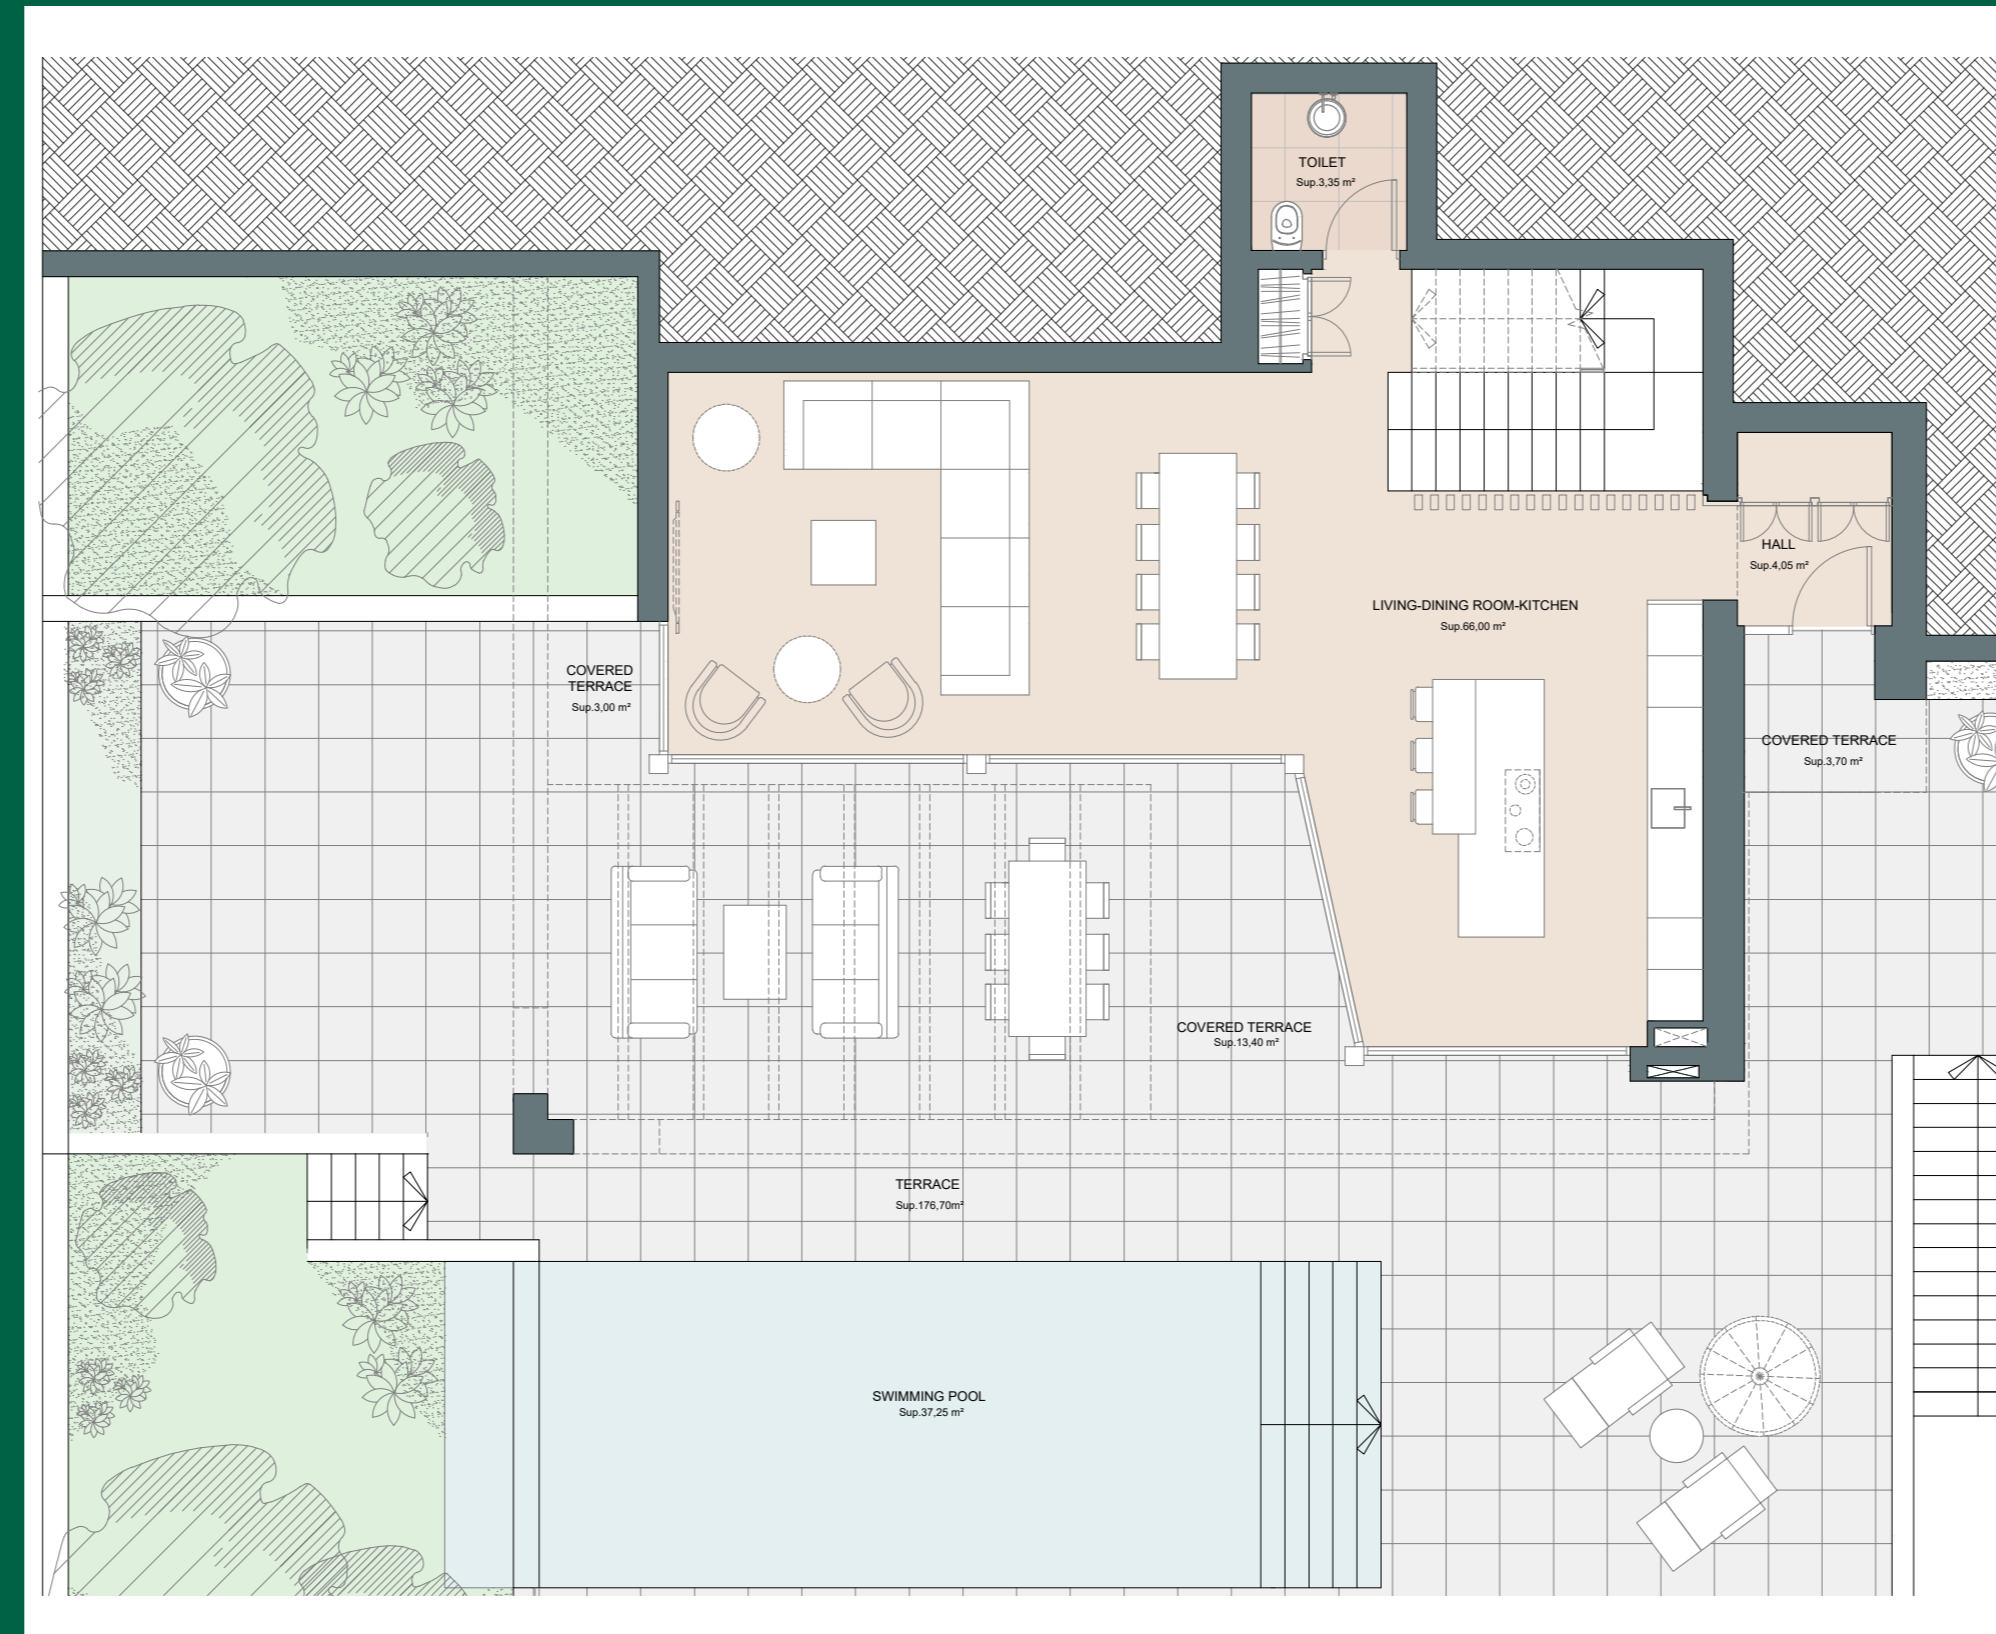 TOILET
Sup.3,35 m²
HALL
Sup.4,05 m²
LIVING-DINING ROOM-KITCHEN
Sup.66,00 m²
COVERED
TERRACE
Sup.3,00 m²
COVERED TERRACE
Sup.3,70 m²
COVERED TERRACE
Sup.13,40 m²
TERRACE
Sup.176,70m²
SWIMMING POOL
Sup.37,25 m²